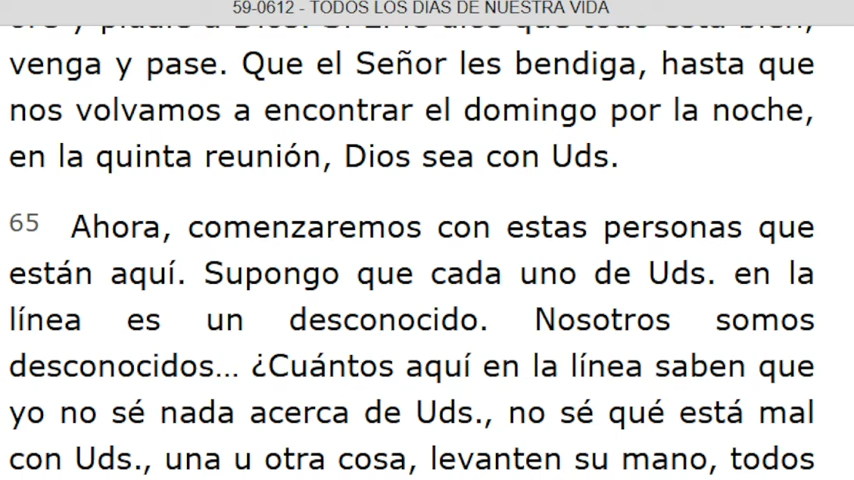 59-0612 - TODOS LOS DIAS DE NUESTRA VIDA
venga y pase. Que el Señor les bendiga, hasta que
nos volvamos a encontrar el domingo por la noche,
en la quinta reunión, Dios sea con Uds.
65 Ahora, comenzaremos con estas personas que
están aquí. Supongo que cada uno de Uds. en la
línea es un desconocido. Nosotros somos
desconocidos... ¿Cuántos aquí en la línea saben que
yo no sé nada acerca de Uds., no sé qué está mal
con Uds., una u otra cosa, levanten su mano, todos